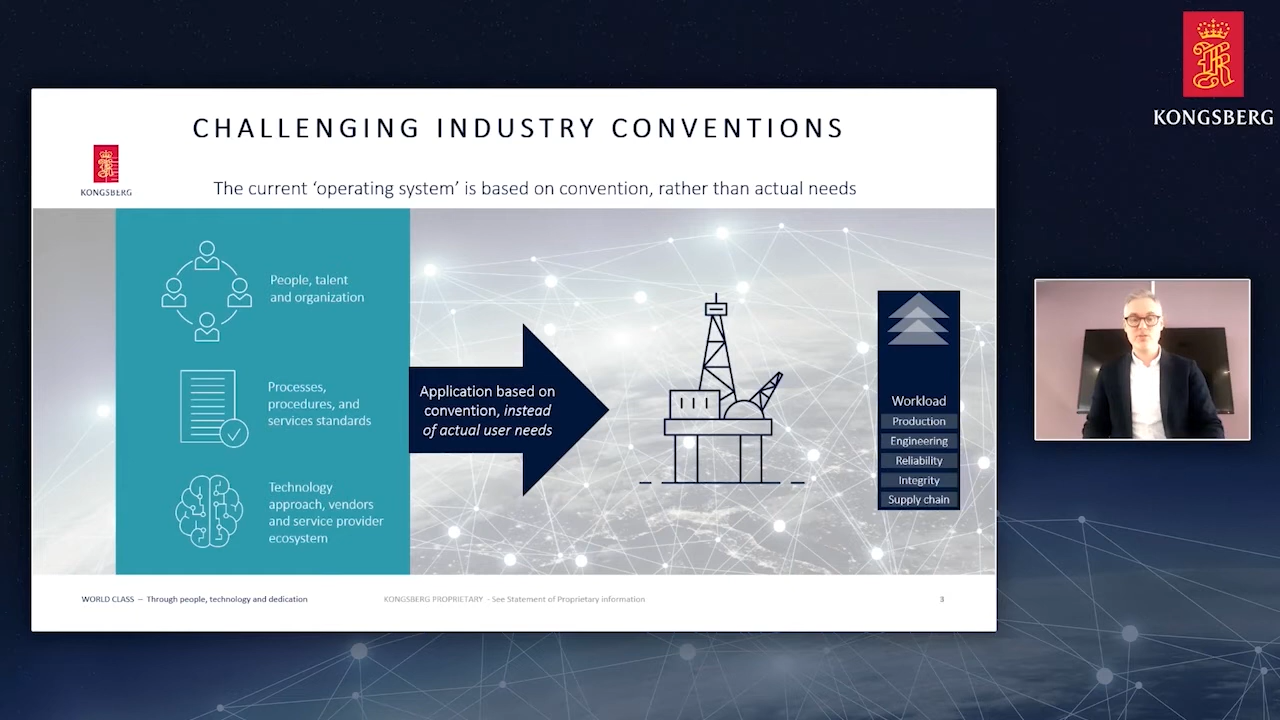 KONGSBERG
CHALLENGING INDUSTRY CONVENTIONS
KONGSBERG
The current ‘operating system’ is based on convention, rather than actual needs
People, talent
and organization
Processes,
procedures, and
services standards
Technology
approach, vendors
and service provider
ecosystem
Application based on
convention, instead
of actual user needs
Workload
Production
Engineering
Reliability
Integrity
Supply chain
WORLD CLASS – Through people, technology and dedication
KONGSBERG PROPRIETARY - See Statement of Proprietary information
3